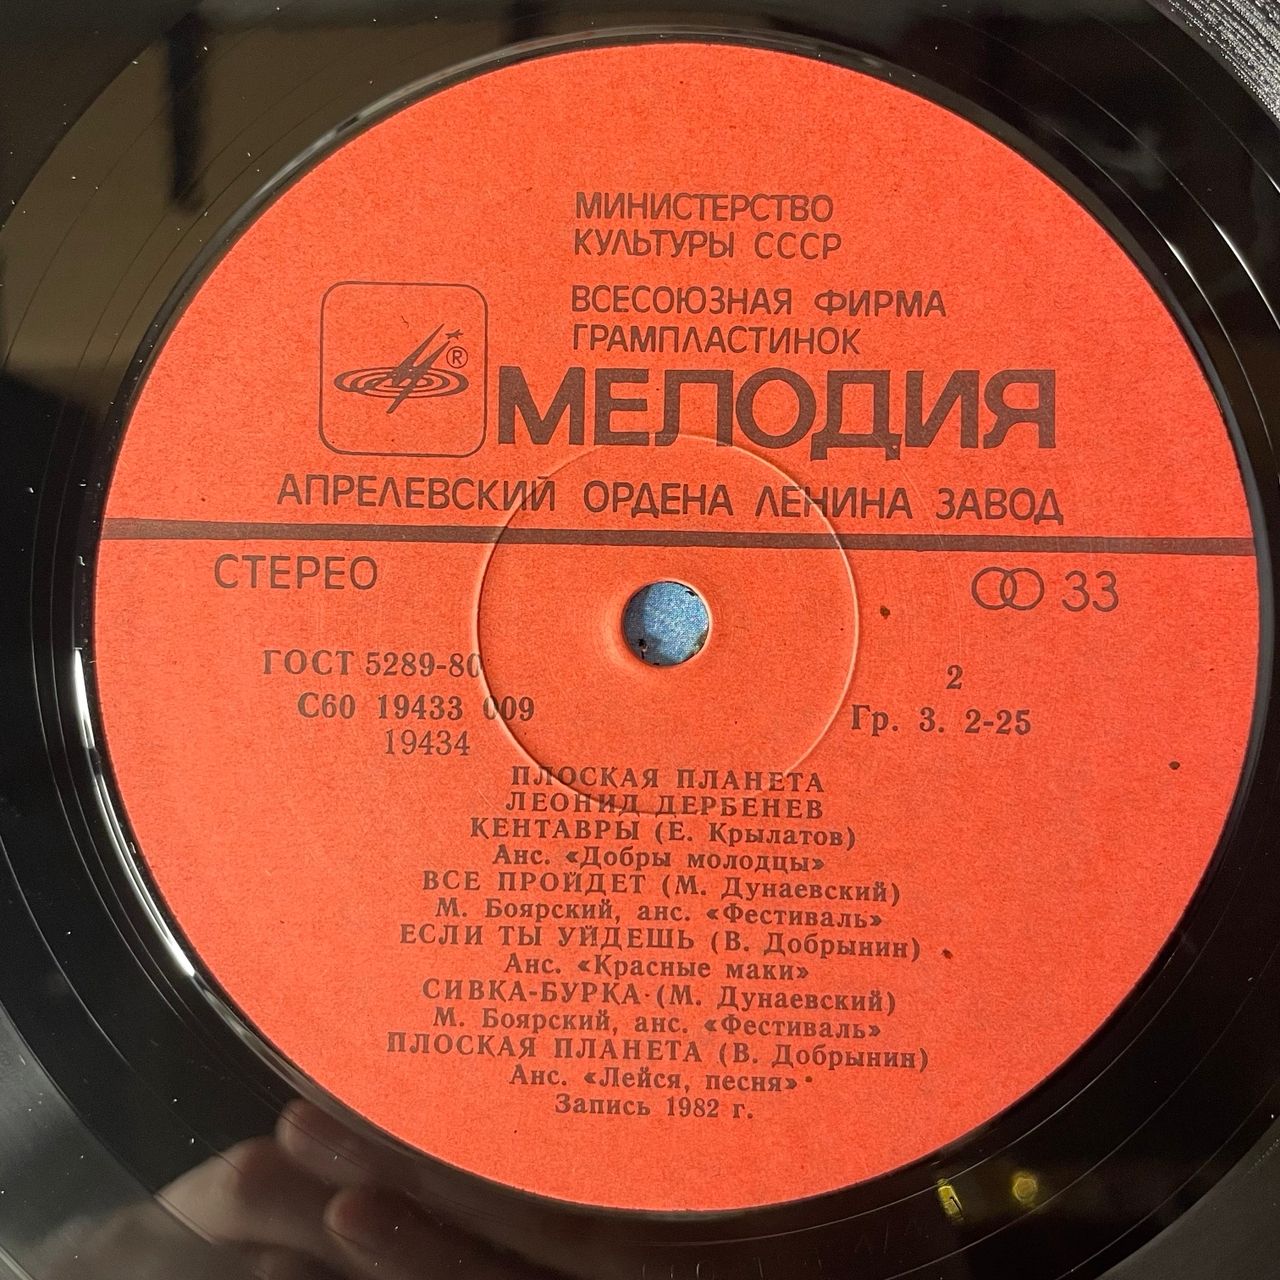 МИНИСТЕРСТВО
КУЛЬТУРЫ СССР
ВСЕСОЮЗНАЯ ФИРМА
ГРАМПЛАСТИНОК
®
МЕЛОДИЯ
АПРЕЛЕВСКИЙ ОРДЕНА ЛЕНИНА ЗАВОД
СТЕРЕО
33
ГОСТ 5289-80
С60 19433 009
19434
2
Гр. 3. 2-25
ПЛОСКАЯ ПЛАНЕТА
ЛЕОНИД ДЕРБЕНЕВ
КЕНТАВРЫ (Е. Крылатов)
Анс. «Добры молодцы»
ВСЕ ПРОЙДЕТ (М. Дунаевский)
М. Боярский, анс. «Фестиваль»
ЕСЛИ ТЫ УЙДЕШЬ (В. Добрынин)
Анс. «Красные маки»
СИВКА-БУРКА (М. Дунаевский)
М. Боярский, анс. «Фестиваль»
ПЛОСКАЯ ПЛАНЕТА (В. Добрынин)
Анс. «Лейся, песня»
Запись 1982 г.